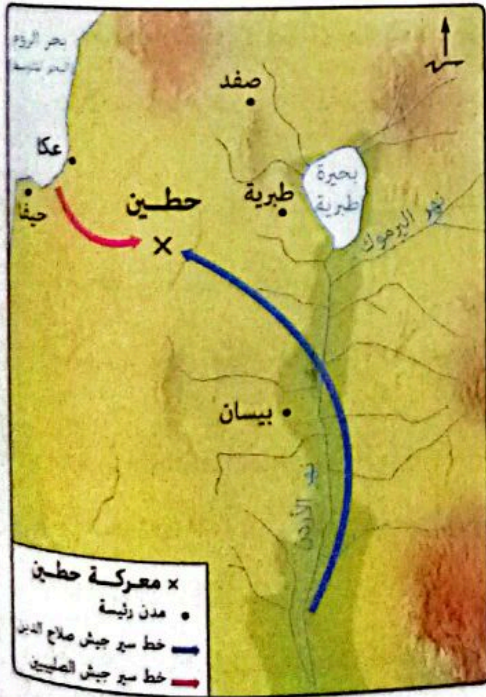 بحر الروم
البحر المتوسط
صفد
عكا
حيفا
حطين
طبرية
بحيرة
طبرية
نهر اليرموك
بيسان
نهر الأردن
معركة حطين
مدن رئيسة
خط سير جيش صلاح الدين
خط سير جيش الصليبيين